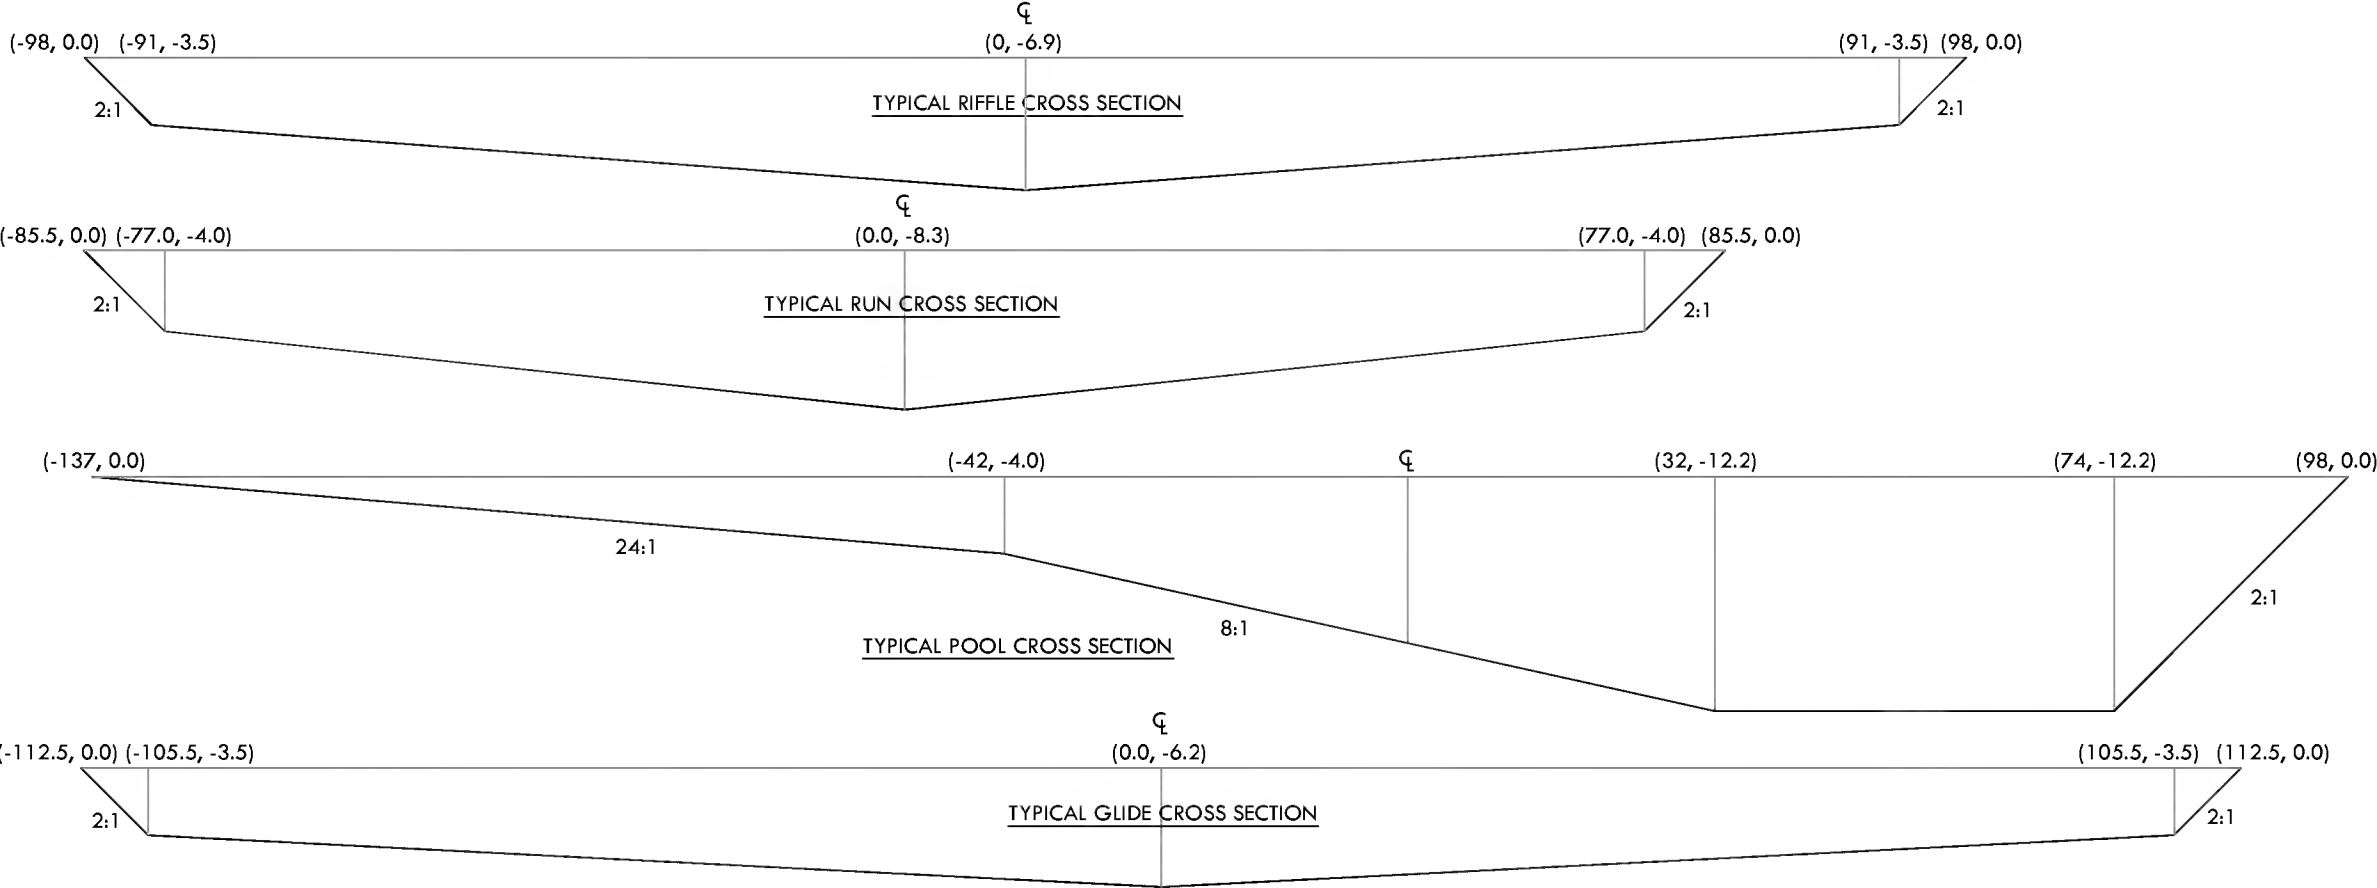 ℄
(-98, 0.0) (-91, -3.5) (0, -6.9) (91, -3.5) (98, 0.0)
TYPICAL RIFFLE CROSS SECTION
2:1 2:1
℄
(-85.5, 0.0) (-77.0, -4.0) (0.0, -8.3) (77.0, -4.0) (85.5, 0.0)
TYPICAL RUN CROSS SECTION
2:1 2:1
(-137, 0.0) (-42, -4.0) ℄ (32, -12.2) (74, -12.2) (98, 0.0)
24:1
2:1
8:1
TYPICAL POOL CROSS SECTION
℄
(-112.5, 0.0) (-105.5, -3.5) (0.0, -6.2) (105.5, -3.5) (112.5, 0.0)
TYPICAL GLIDE CROSS SECTION
2:1 2:1